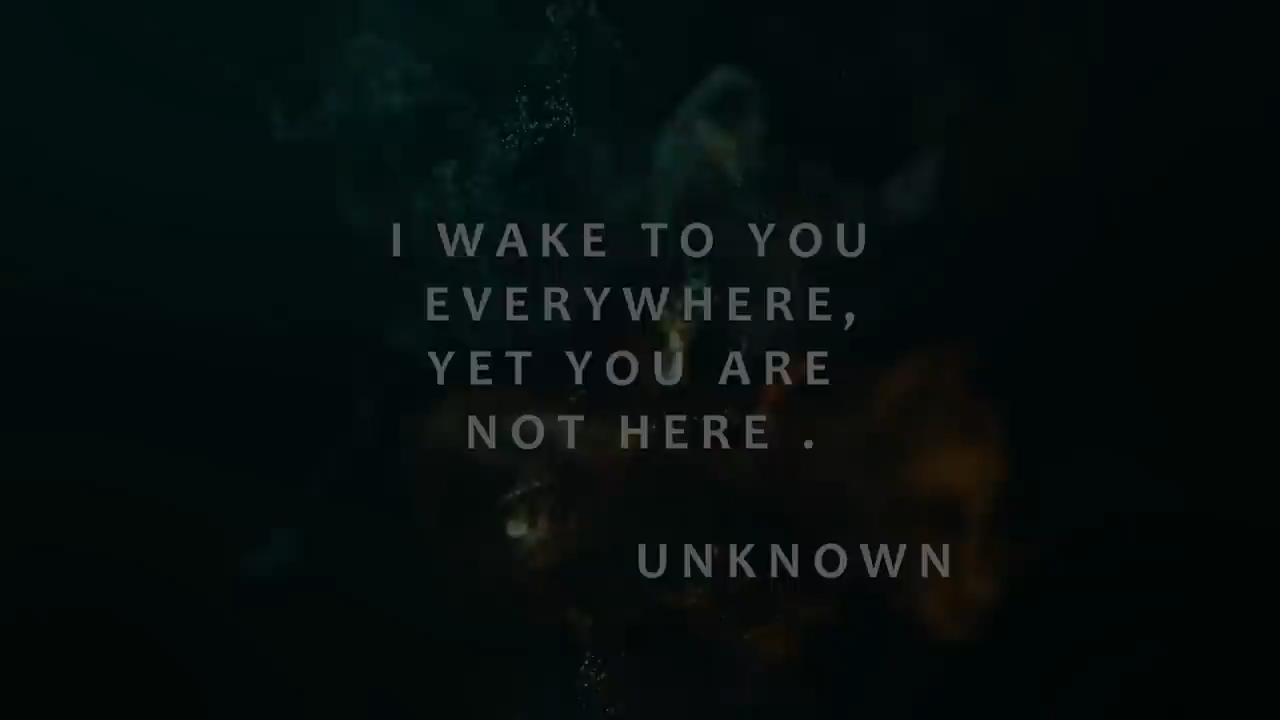 I WAKE TO YOU
EVERYWHERE,
YET YOU ARE
NOT HERE .
UNKNOWN